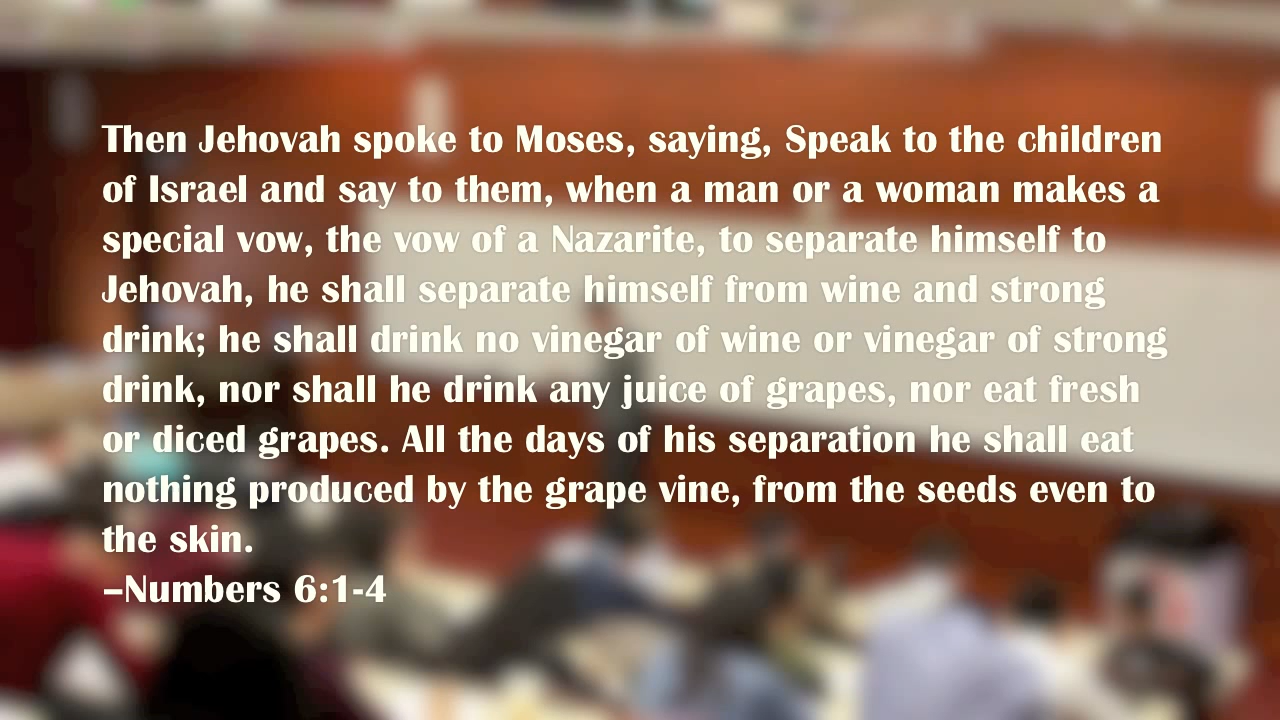 Then Jehovah spoke to Moses, saying, Speak to the children
of Israel and say to them, when a man or a woman makes a
special vow, the vow of a Nazarite, to separate himself to
Jehovah, he shall separate himself from wine and strong
drink; he shall drink no vinegar of wine or vinegar of strong
drink, nor shall he drink any juice of grapes, nor eat fresh
or diced grapes. All the days of his separation he shall eat
nothing produced by the grape vine, from the seeds even to
the skin.
–Numbers 6:1-4